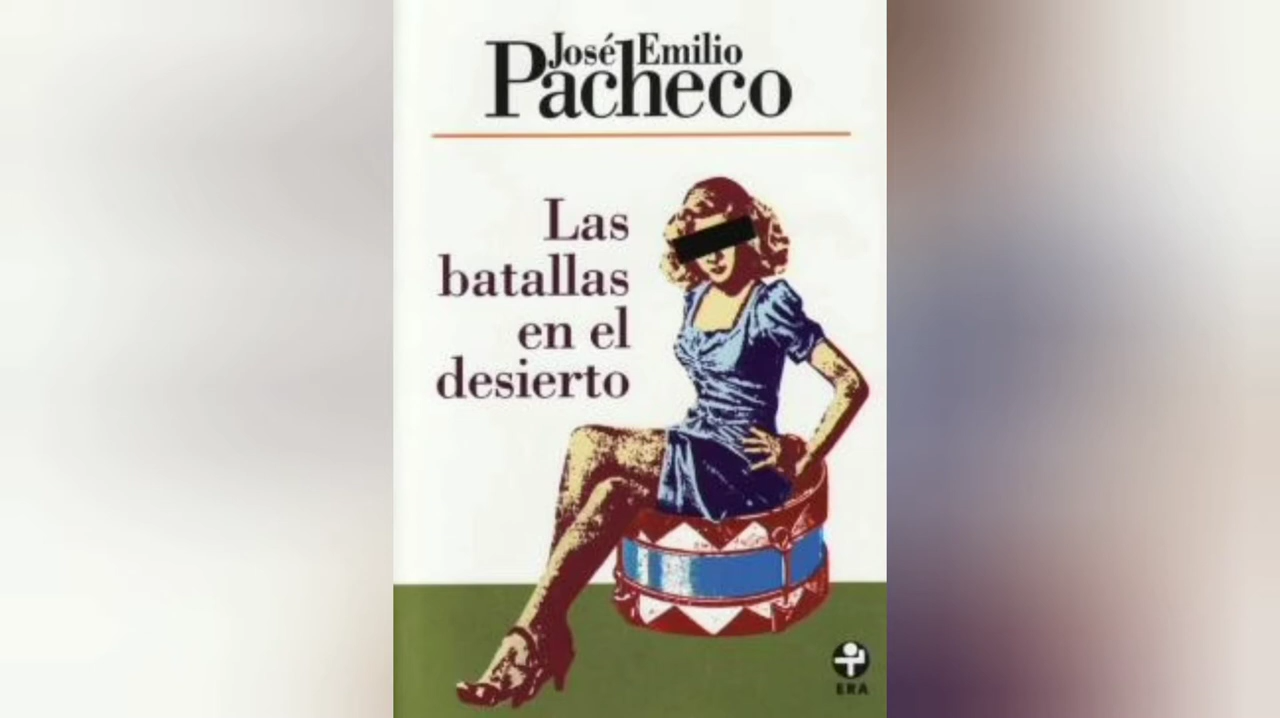 José Emilio
Pacheco
Las
batallas
en el
desierto
ERA